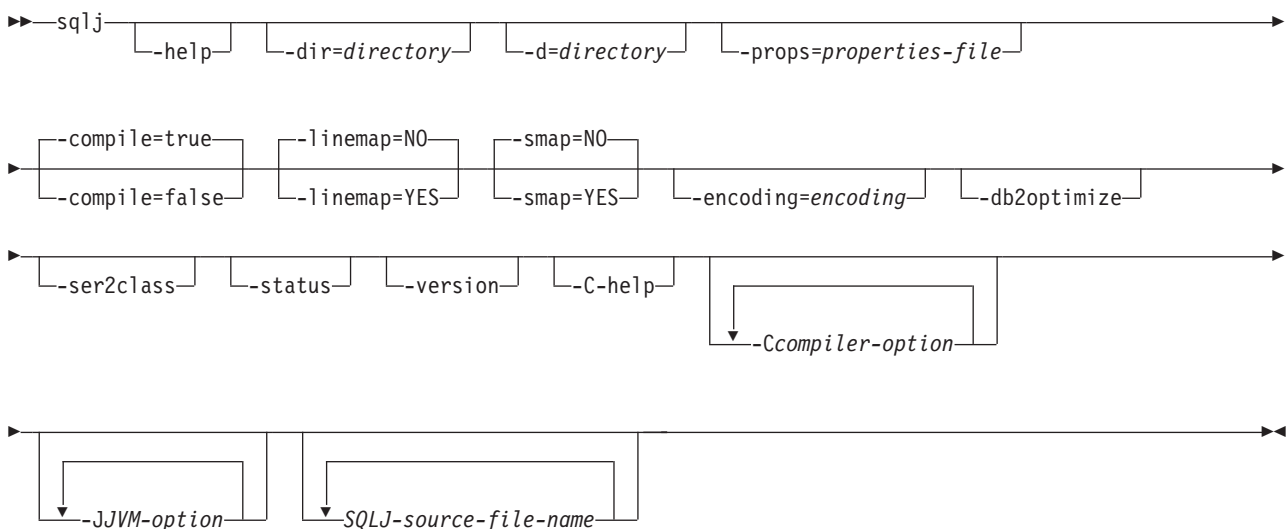 sqlj
-help
-dir=directory
-d=directory
-props=properties-file
-compile=true
-compile=false
-linemap=NO
-linemap=YES
-smap=NO
-smap=YES
-encoding=encoding
-db2optimize
-ser2class
-status
-version
-C-help
-Ccompiler-option
-JJVM-option
SQLJ-source-file-name